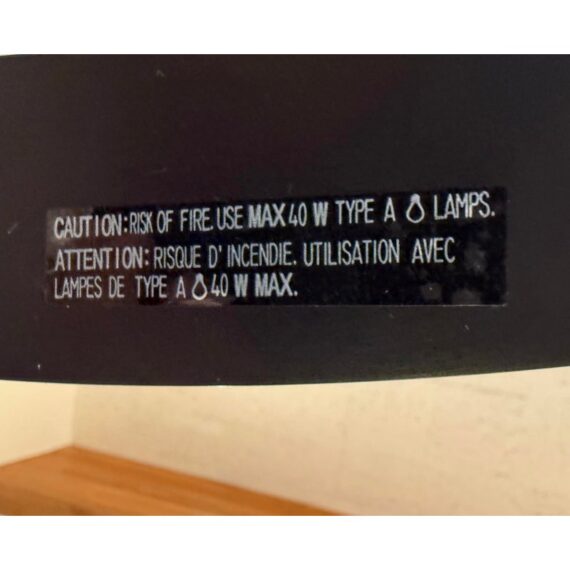 CAUTION: RISK OF FIRE. USE MAX 40 W TYPE A LAMPS.
ATTENTION: RISQUE D' INCENDIE. UTILISATION AVEC
LAMPES DE TYPE A 40 W MAX.